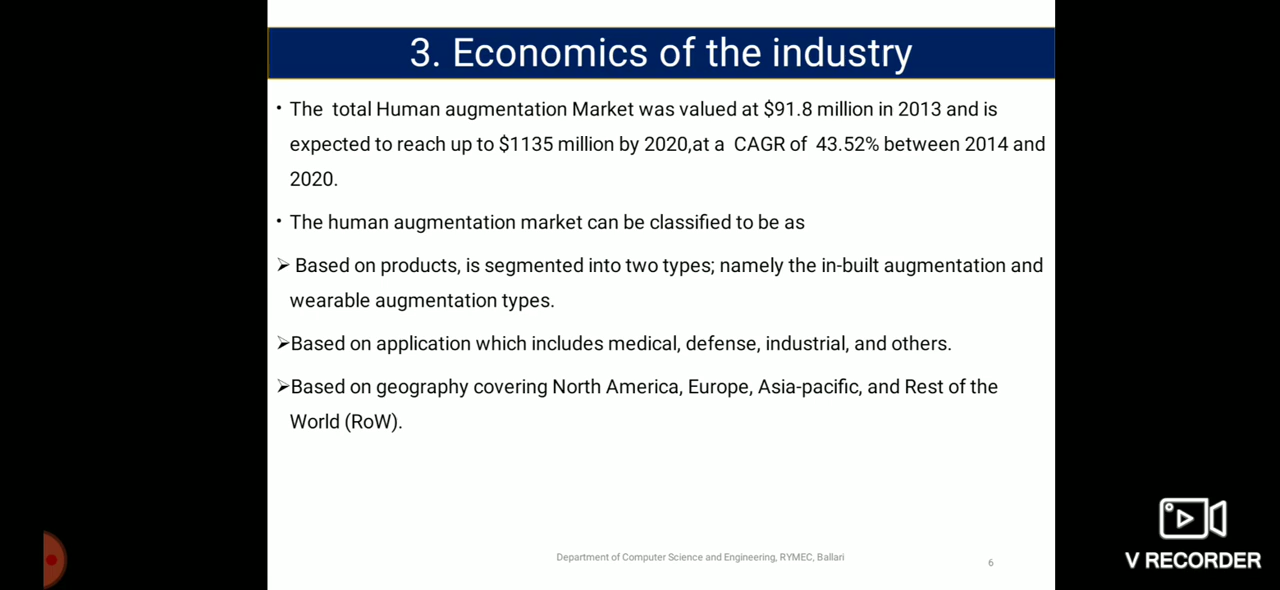 3. Economics of the industry
• The  total Human augmentation Market was valued at $91.8 million in 2013 and is
expected to reach up to $1135 million by 2020,at a  CAGR of  43.52% between 2014 and
2020.
• The human augmentation market can be classified to be as
➢ Based on products, is segmented into two types; namely the in-built augmentation and
wearable augmentation types.
➢Based on application which includes medical, defense, industrial, and others.
➢Based on geography covering North America, Europe, Asia-pacific, and Rest of the
World (RoW).
Department of Computer Science and Engineering, RYMEC, Ballari
6
V RECORDER